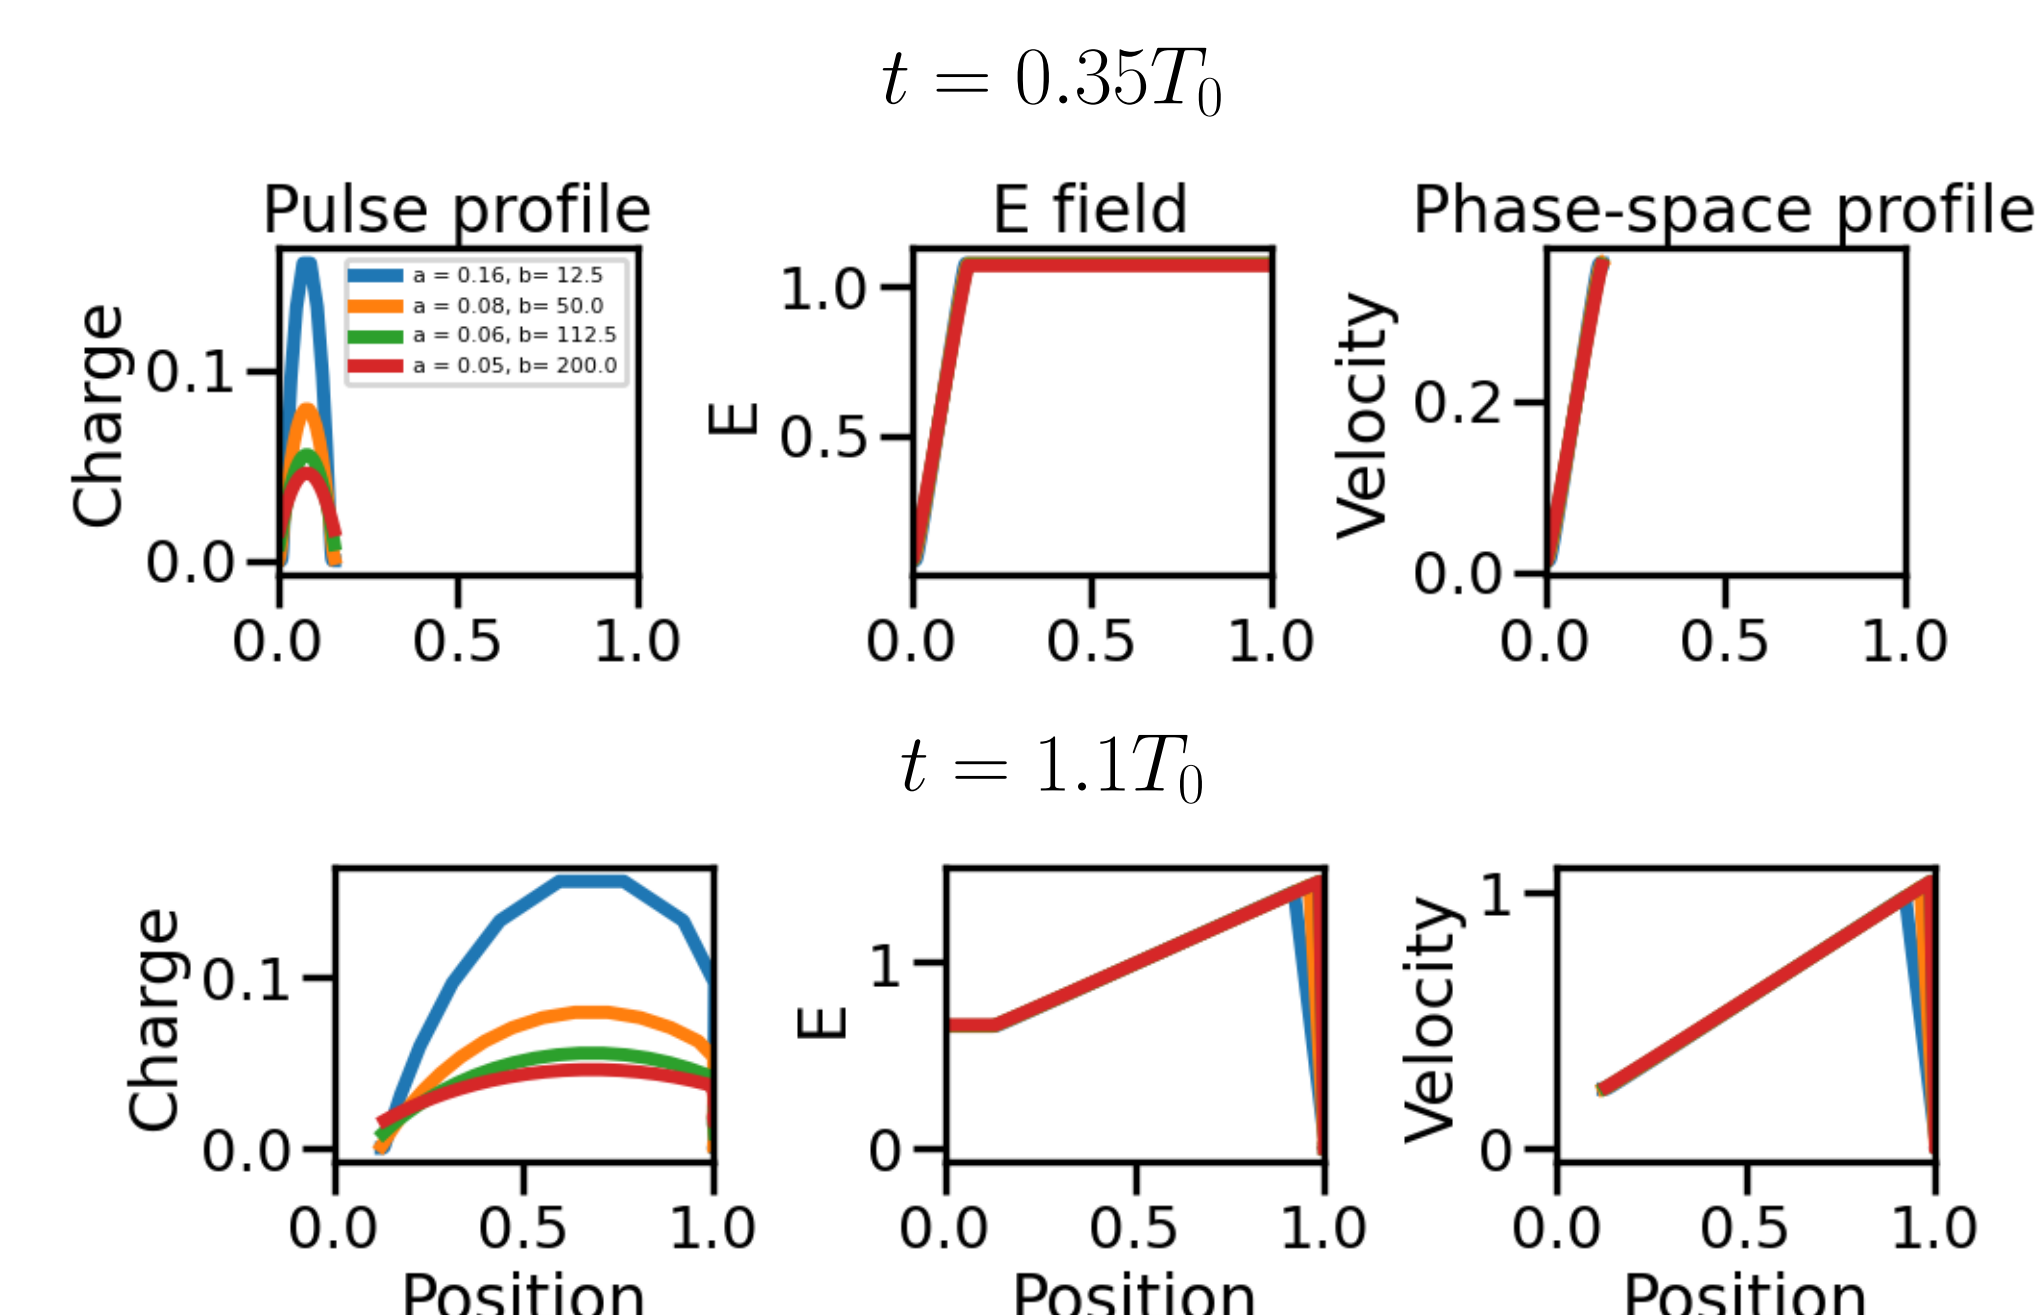 t = 0.35T₀
Pulse profile
E field
Phase-space profile
a = 0.16, b= 12.5
a = 0.08, b= 50.0
a = 0.06, b= 112.5
a = 0.05, b= 200.0
Charge
0.1
0.0
0.0 0.5 1.0
E
1.0
0.5
0.0 0.5 1.0
Velocity
0.2
0.0
0.0 0.5 1.0
t = 1.1T₀
Charge
0.1
0.0
0.0 0.5 1.0
Position
E
1
0
0.0 0.5 1.0
Position
Velocity
1
0
0.0 0.5 1.0
Position